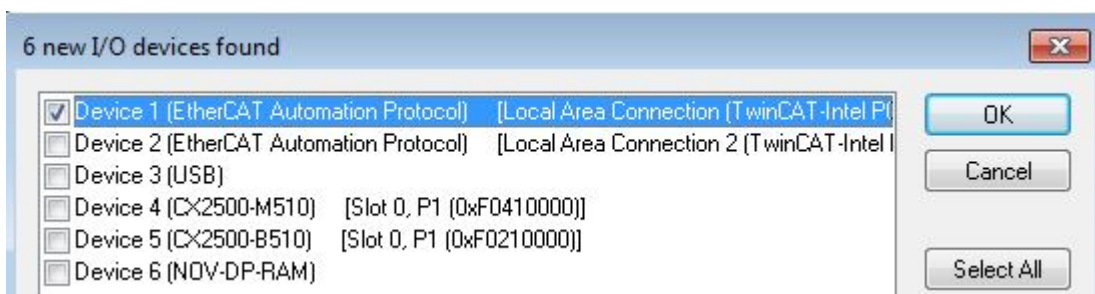 6 new I/O devices found
Device 1 (EtherCAT Automation Protocol) [Local Area Connection (TwinCAT-Intel
OK
Device 2 (EtherCAT Automation Protocol) [Local Area Connection 2 (TwinCAT-Intel
Device 3 (USB)
Cancel
Device 4 (CX2500-M510) [Slot 0, P1 (0xF0410000)]
Device 5 (CX2500-B510) [Slot 0, P1 (0xF0210000)]
Device 6 (NOV-DP-RAM)
Select All